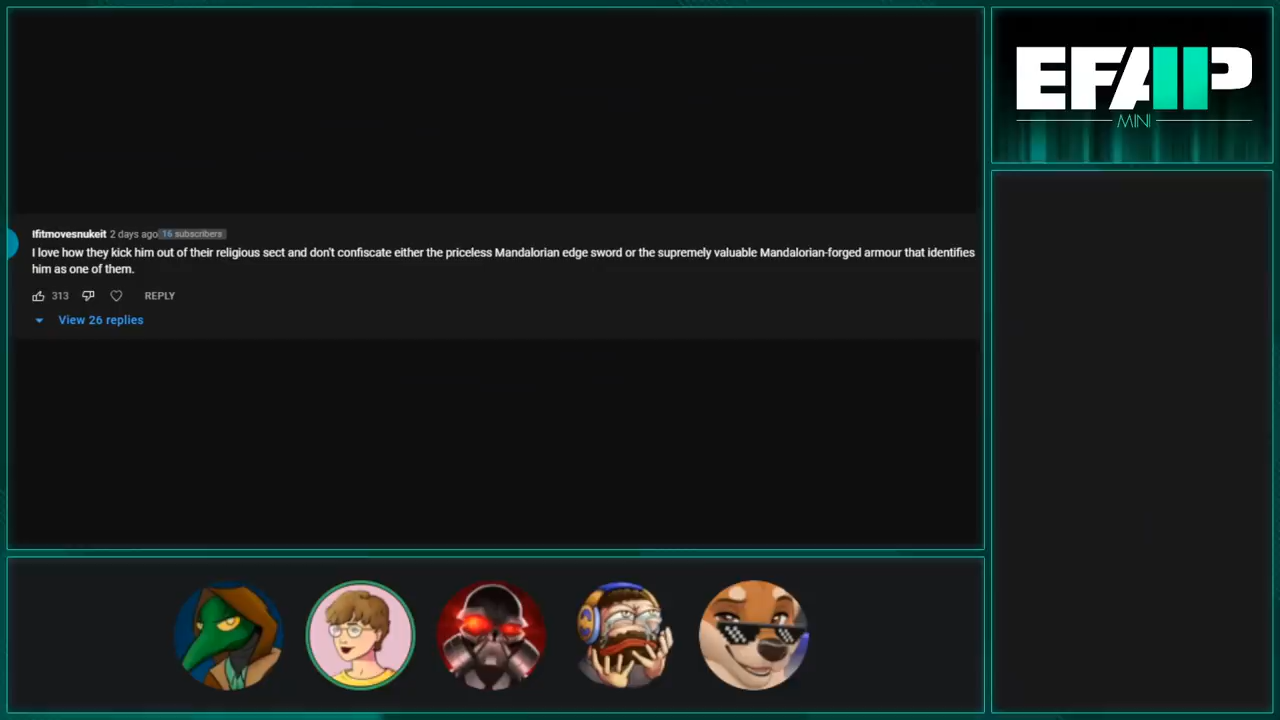 EFAP
MINI
Ifitmovesnukeit 2 days ago 16 subscribers
I love how they kick him out of their religious sect and don't confiscate either the priceless Mandalorian edge sword or the supremely valuable Mandalorian-forged armour that identifies
him as one of them.
313 REPLY
View 26 replies